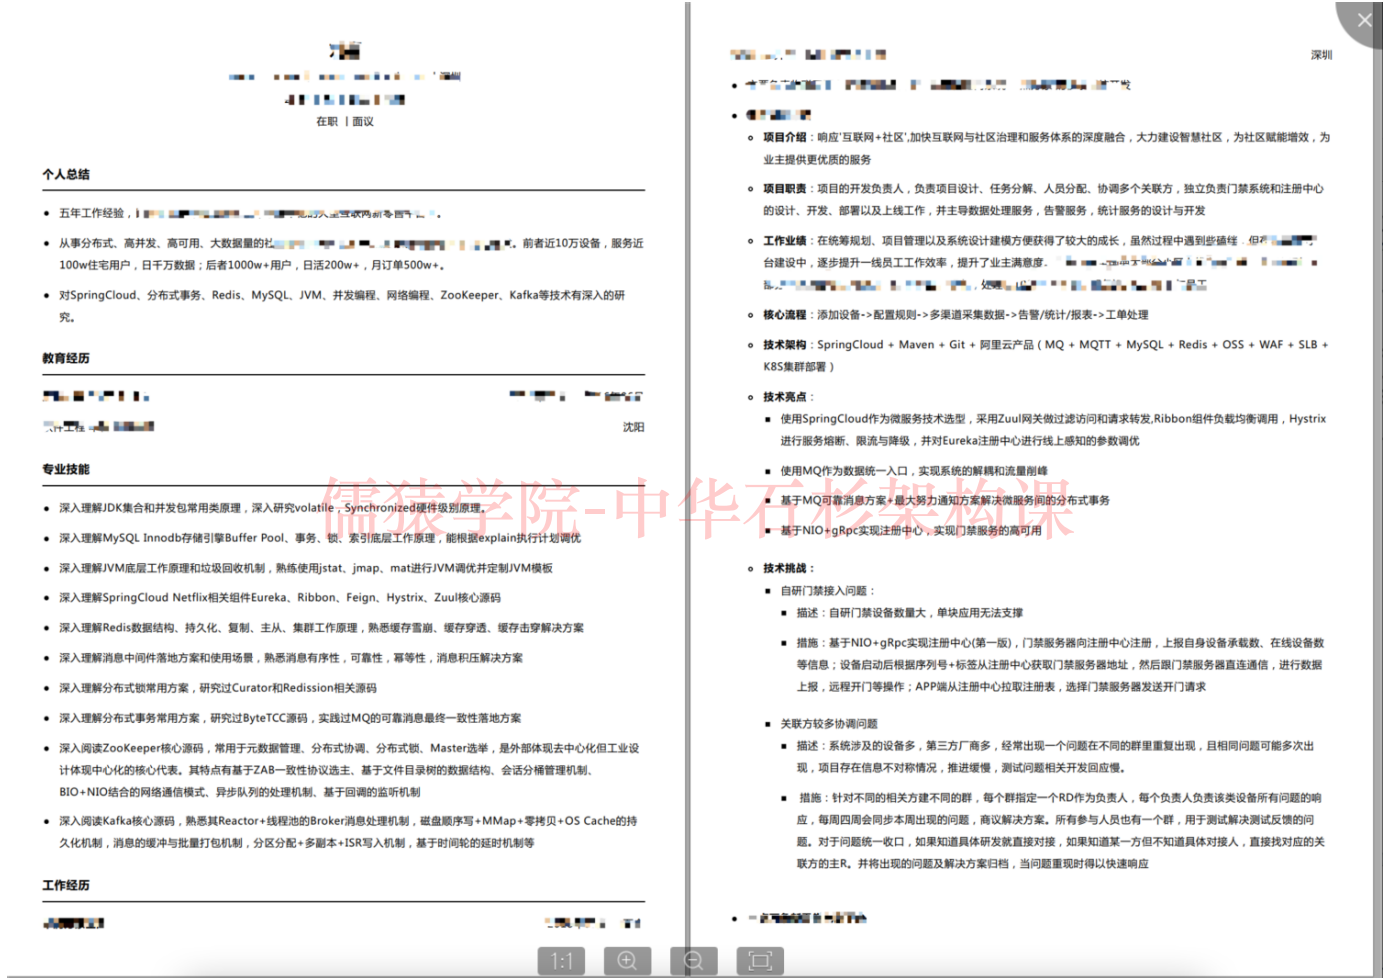 在职 | 面议
个人总结
五年工作经验，
从事分布式、高并发、高可用、大数据量的社 前者近10万设备，服务近
100w住宅用户，日千万数据；后者1000w+用户，日活200w+，月订单500w+。
对SpringCloud、分布式事务、Redis、MySQL、JVM、并发编程、网络编程、ZooKeeper、Kafka等技术有深入的研
究。
教育经历
沈阳
专业技能
深入理解JDK集合和并发包常用类原理，深入研究volatile，Synchronized硬件级别原理。
深入理解MySQL Innodb存储引擎Buffer Pool、事务、锁、索引底层工作原理，能根据explain执行计划调优
深入理解JVM底层工作原理和垃圾回收机制，熟练使用jstat、jmap、mat进行JVM调优并定制JVM模板
深入理解SpringCloud Netflix相关组件Eureka、Ribbon、Feign、Hystrix、Zuul核心源码
深入理解Redis数据结构、持久化、复制、主从、集群工作原理，熟悉缓存雪崩、缓存穿透、缓存击穿解决方案
深入理解消息中间件落地方案和使用场景，熟悉消息有序性，可靠性，幂等性，消息积压解决方案
深入理解分布式锁常用方案，研究过Curator和Redission相关源码
深入理解分布式事务常用方案，研究过ByteTCC源码，实践过MQ的可靠消息最终一致性落地方案
深入阅读ZooKeeper核心源码，常用于元数据管理、分布式协调、分布式锁、Master选举，是外部体现去中心化但工业设
计体现中心化的核心代表。其特点有基于ZAB一致性协议选主、基于文件目录树的数据结构、会话分桶管理机制、
BIO+NIO结合的网络通信模式、异步队列的处理机制、基于回调的监听机制
深入阅读Kafka核心源码，熟悉其Reactor+线程池的Broker消息处理机制，磁盘顺序写+MMap+零拷贝+OS Cache的持
久化机制，消息的缓冲与批量打包机制，分区分配+多副本+ISR写入机制，基于时间轮的延时机制等
工作经历
深圳
项目介绍：响应'互联网+社区',加快互联网与社区治理和服务体系的深度融合，大力建设智慧社区，为社区赋能增效，为
业主提供更优质的服务
项目职责：项目的开发负责人，负责项目设计、任务分解、人员分配、协调多个关联方，独立负责门禁系统和注册中心
的设计、开发、部署以及上线工作，并主导数据处理服务，告警服务，统计服务的设计与开发
工作业绩：在统筹规划、项目管理以及系统设计建模方便获得了较大的成长，虽然过程中遇到些磕绊，但在
台建设中，逐步提升一线员工工作效率，提升了业主满意度.
核心流程：添加设备->配置规则->多渠道采集数据->告警/统计/报表->工单处理
技术架构：SpringCloud + Maven + Git + 阿里云产品（MQ + MQTT + MySQL + Redis + OSS + WAF + SLB +
K8S集群部署）
技术亮点：
使用SpringCloud作为微服务技术选型，采用Zuul网关做过滤访问和请求转发,Ribbon组件负载均衡调用，Hystrix
进行服务熔断、限流与降级，并对Eureka注册中心进行线上感知的参数调优
使用MQ作为数据统一入口，实现系统的解耦和流量削峰
基于MQ可靠消息方案+最大努力通知方案解决微服务间的分布式事务
基于NIO+gRpc实现注册中心，实现门禁服务的高可用
技术挑战：
自研门禁接入问题：
描述：自研门禁设备数量大，单块应用无法支撑
措施：基于NIO+gRpc实现注册中心(第一版)，门禁服务器向注册中心注册，上报自身设备承载数、在线设备数
等信息；设备启动后根据序列号+标签从注册中心获取门禁服务器地址，然后跟门禁服务器直连通信，进行数据
上报，远程开门等操作；APP端从注册中心拉取注册表，选择门禁服务器发送开门请求
关联方较多协调问题
描述：系统涉及的设备多，第三方厂商多，经常出现一个问题在不同的群里重复出现，且相同问题可能多次出
现，项目存在信息不对称情况，推进缓慢，测试问题相关开发回应慢。
措施：针对不同的相关方建不同的群，每个群指定一个RD作为负责人，每个负责人负责该类设备所有问题的响
应，每周四周会同步本周出现的问题，商议解决方案。所有参与人员也有一个群，用于测试解决测试反馈的问
题。对于问题统一收口，如果知道具体研发就直接对接，如果知道某一方但不知道具体对接人，直接找对应的关
联方的主R。并将出现的问题及解决方案归档，当问题重现时得以快速响应
儒猿学院-中华石杉架构课
1:1